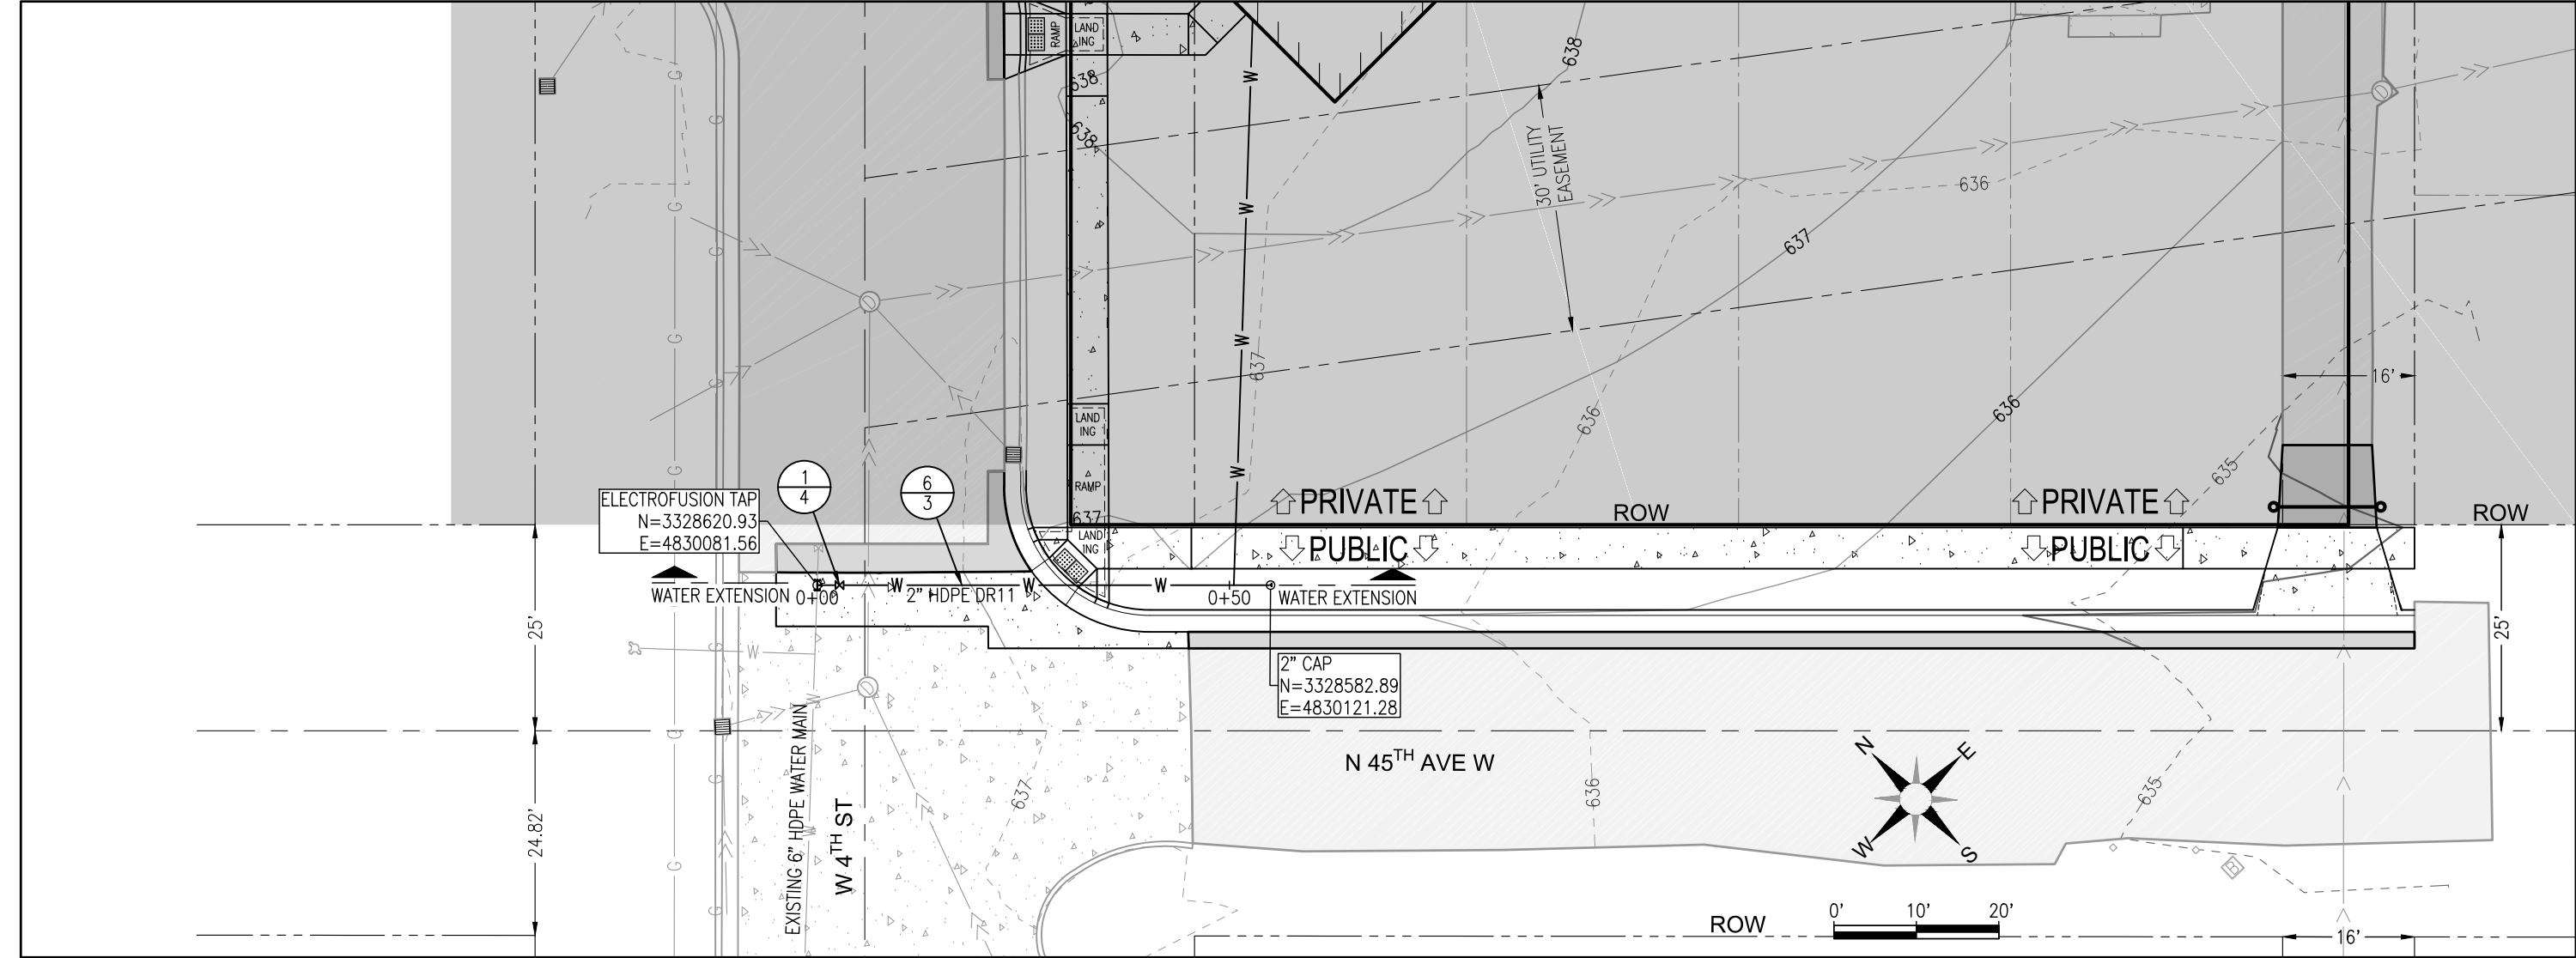 RAMP
LAND
ING
638
638
638
30' UTILITY
EASEMENT
636
637
637
636
636
635
16'
LAND
ING
RAMP
637
LAND
ING
1
4
6
3
ELECTROFUSION TAP
N=3328620.93
E=4830081.56
PRIVATE
ROW
PRIVATE
ROW
PUBLIC
PUBLIC
WATER EXTENSION
0+00
W
2" HDPE DR11
W
W
0+50
WATER EXTENSION
W
W
W
W
G
G
G
G
G
G
G
G
G
G
G
G
G
G
25'
25'
2" CAP
N=3328582.89
E=4830121.28
W
W
W
EXISTING 6" HDPE WATER MAIN
W 4TH ST
N 45TH AVE W
637
636
635
24.82'
N
E
W
S
B
ROW
0'
10'
20'
16'